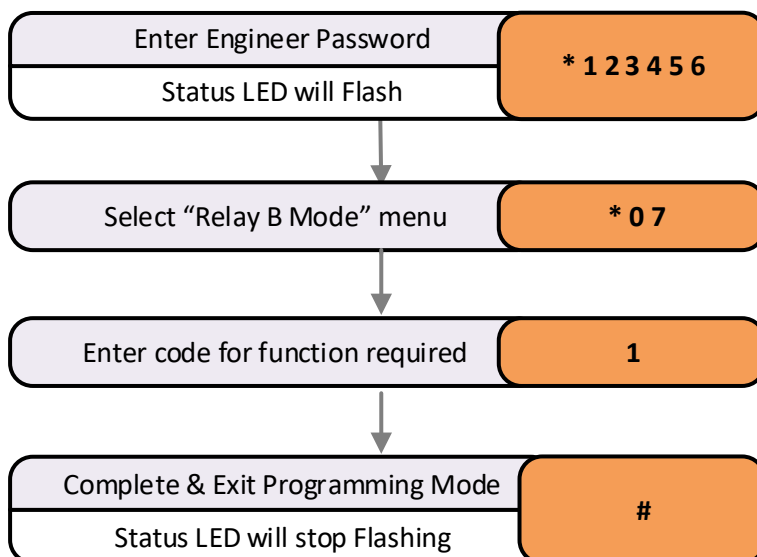 Enter Engineer Password
* 1 2 3 4 5 6
Status LED will Flash
Select “Relay B Mode” menu
* 0 7
Enter code for function required
1
Complete & Exit Programming Mode
#
Status LED will stop Flashing